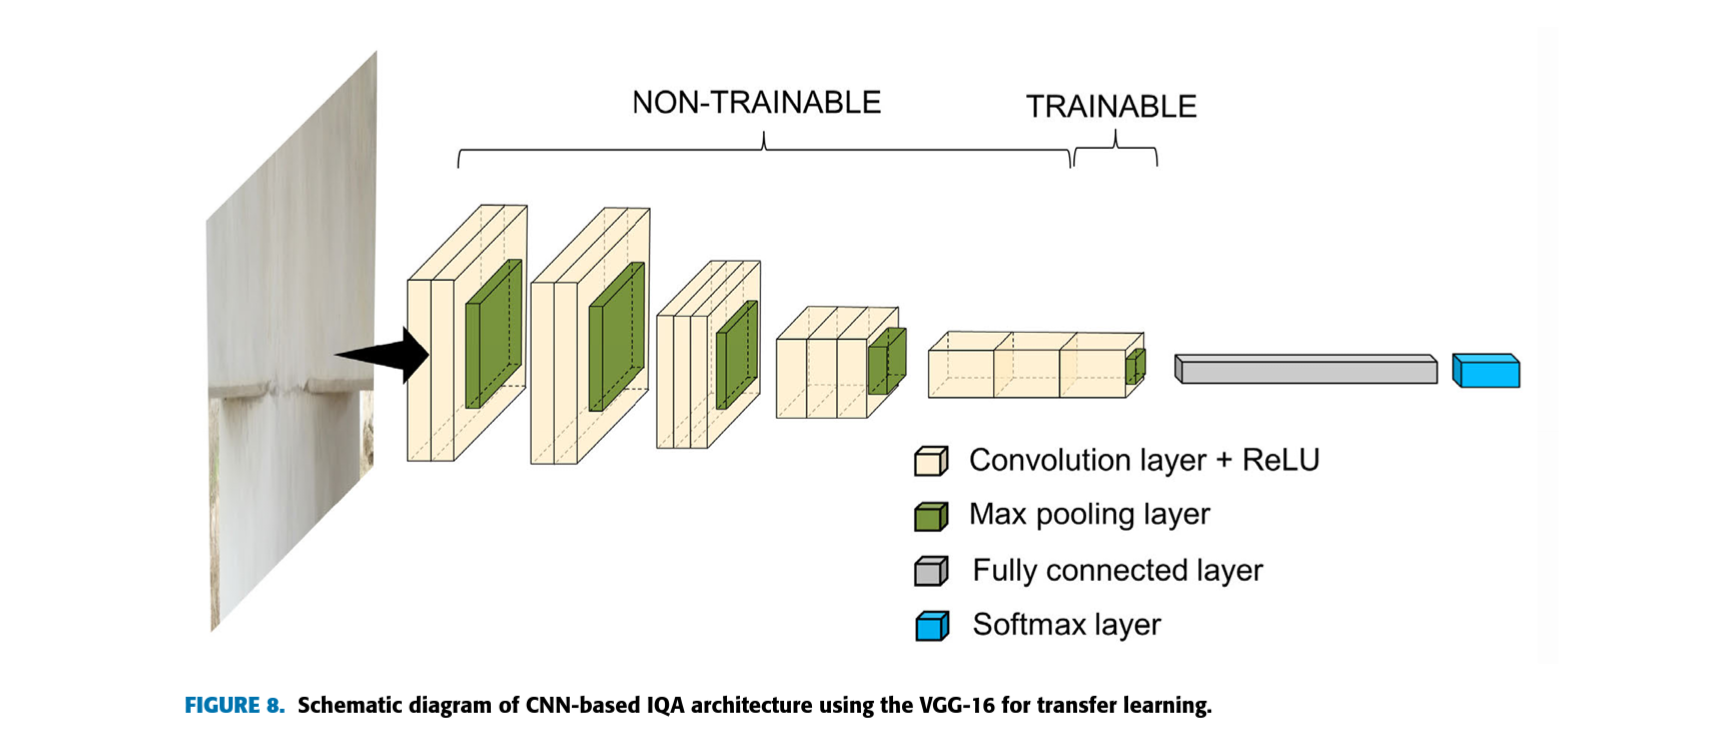 NON-TRAINABLE
TRAINABLE
Convolution layer + ReLU
Max pooling layer
Fully connected layer
Softmax layer
FIGURE 8. Schematic diagram of CNN-based IQA architecture using the VGG-16 for transfer learning.